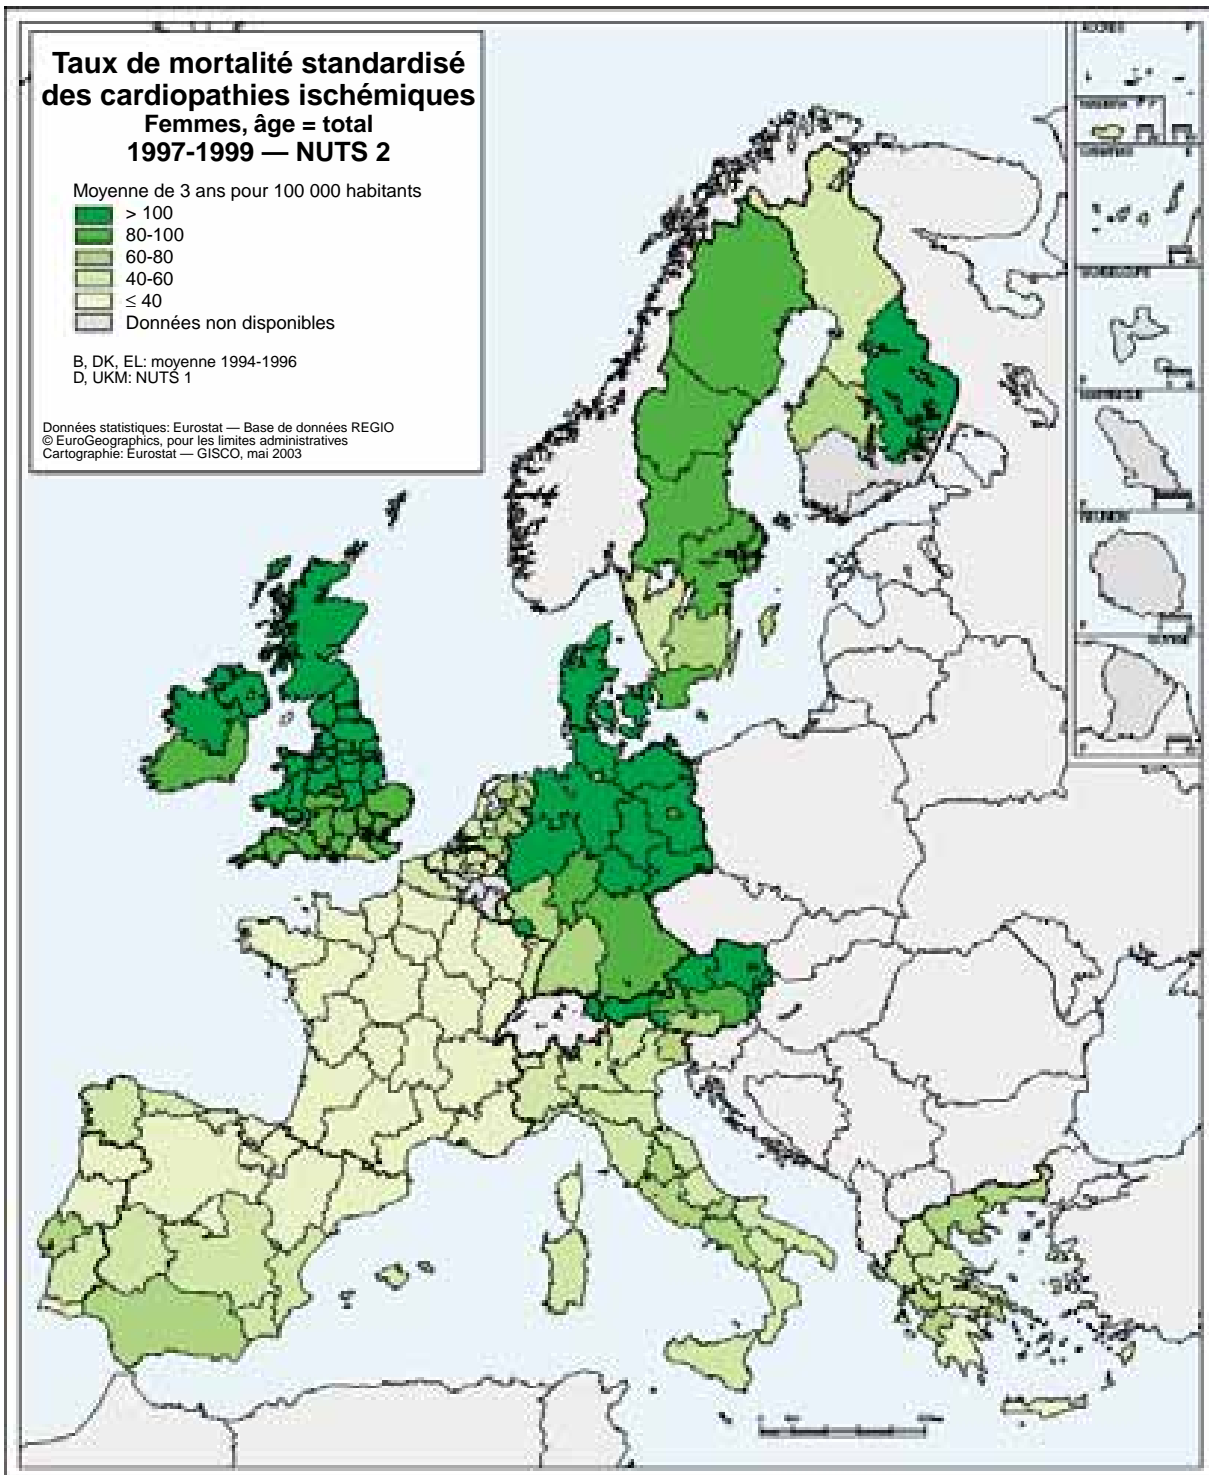 Taux de mortalité standardisé
des cardiopathies ischémiques
Femmes, âge = total
1997-1999 — NUTS 2
Moyenne de 3 ans pour 100 000 habitants
> 100
80-100
60-80
40-60
≤ 40
Données non disponibles
B, DK, EL: moyenne 1994-1996
D, UKM: NUTS 1
Données statistiques: Eurostat — Base de données REGIO
© EuroGeographics, pour les limites administratives
Cartographie: Eurostat — GISCO, mai 2003
GUADELOUPE
REUNION